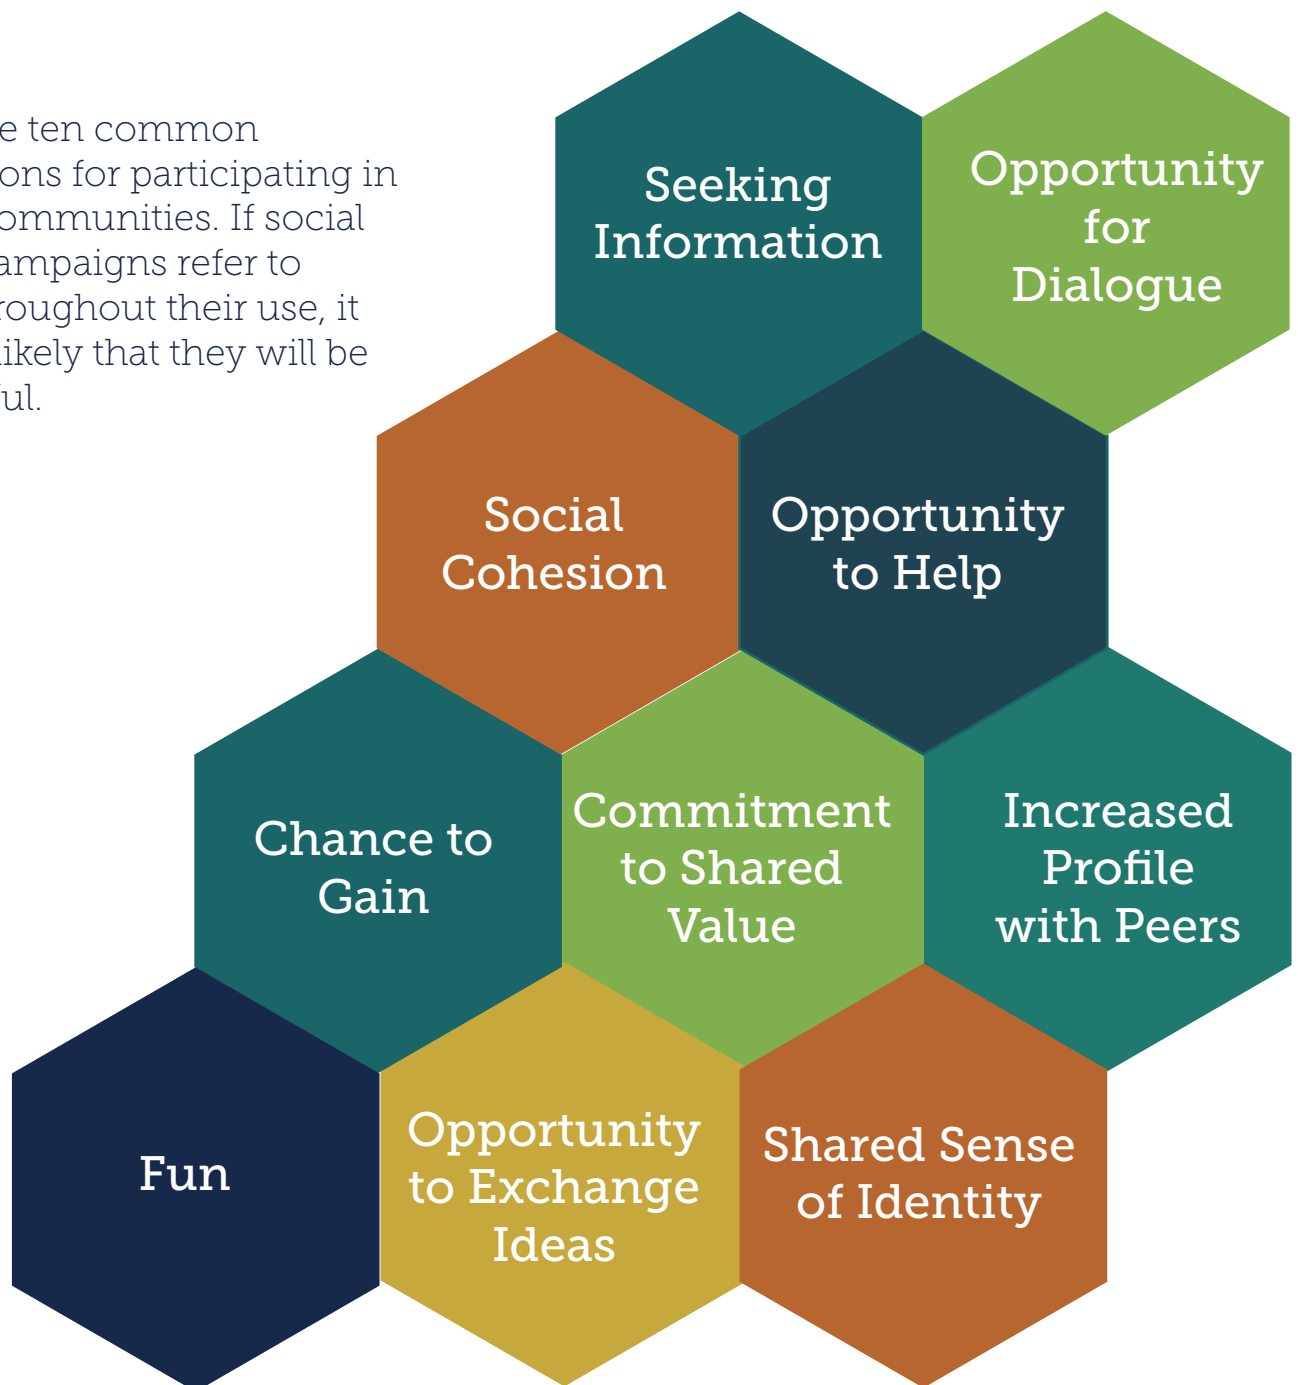 e ten common
ons for participating in
ommunities. If social
ampaigns refer to
roughout their use, it
likely that they will be
ul.
Seeking
Information
Opportunity
for
Dialogue
Social
Cohesion
Opportunity
to Help
Chance to
Gain
Commitment
to Shared
Value
Increased
Profile
with Peers
Fun
Opportunity
to Exchange
Ideas
Shared Sense
of Identity